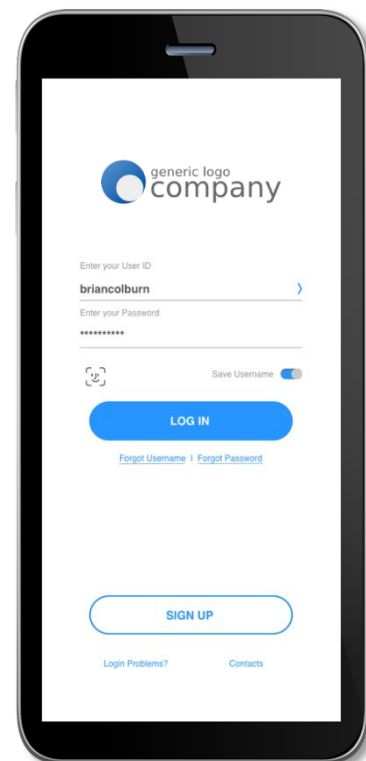 generic logo
company
Enter your User ID
briancolburn
Enter your Password
**********
Save Username
LOG IN
Forgot Username | Forgot Password
SIGN UP
Login Problems? Contacts